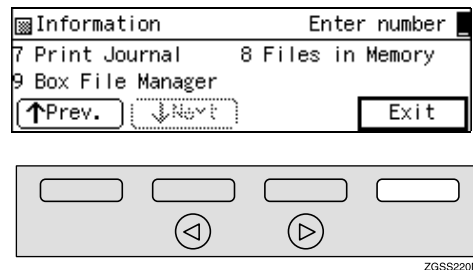 Information Enter number
7 Print Journal 8 Files in Memory
9 Box File Manager
↑Prev. ↓Next Exit
ZGSS220